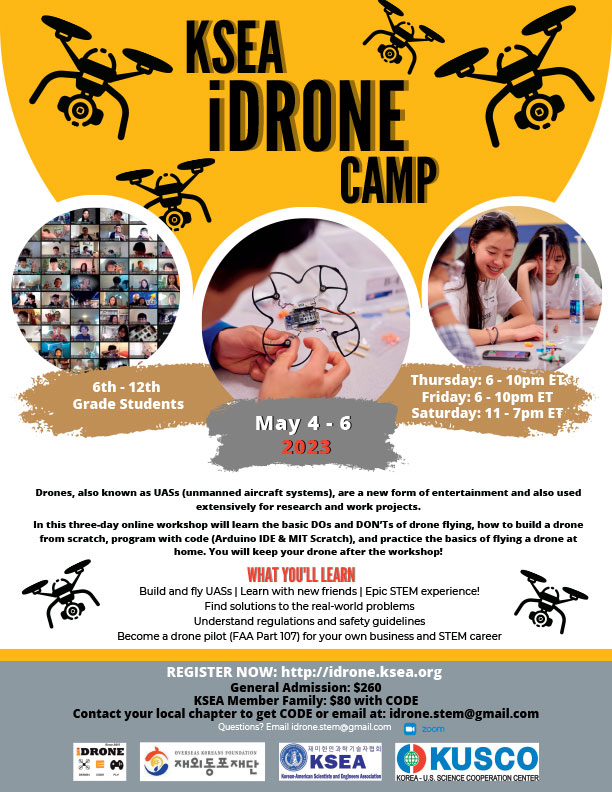 KSEA
iDRONE
CAMP
6th - 12th
Grade Students
May 4 - 6
2023
Thursday: 6 - 10pm ET
Friday: 6 - 10pm ET
Saturday: 11 - 7pm ET
Drones, also known as UASs (unmanned aircraft systems), are a new form of entertainment and also used
extensively for research and work projects.
In this three-day online workshop will learn the basic DOs and DON'Ts of drone flying, how to build a drone
from scratch, program with code (Arduino IDE & MIT Scratch), and practice the basics of flying a drone at
home. You will keep your drone after the workshop!
WHAT YOU'LL LEARN
Build and fly UASs | Learn with new friends | Epic STEM experience!
Find solutions to the real-world problems
Understand regulations and safety guidelines
Become a drone pilot (FAA Part 107) for your own business and STEM career
REGISTER NOW: http://idrone.ksea.org
General Admission: $260
KSEA Member Family: $80 with CODE
Contact your local chapter to get CODE or email at: idrone.stem@gmail.com
Questions? Email idrone.stem@gmail.com
zoom
iDRONE
DESIGN CODE FLY
OVERSEAS KOREANS FOUNDATION
재외동포재단
재미한인과학기술자협회
KSEA
Korean-American Scientists and Engineers Association
KUSCO
KOREA - U.S. SCIENCE COOPERATION CENTER